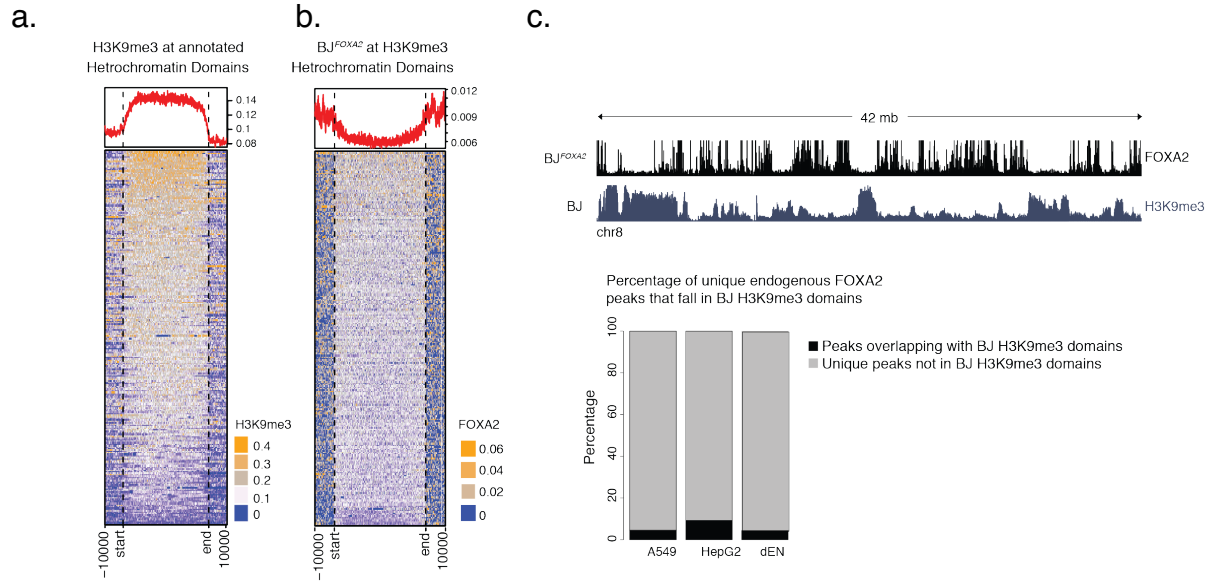 a.
H3K9me3 at annotated
Hetrochromatin Domains
0.14
0.12
0.1
0.08
H3K9me3
0.4
0.3
0.2
0.1
0
−10000
start
end
10000
b.
BJFOXA2 at H3K9me3
Hetrochromatin Domains
0.012
0.009
0.006
FOXA2
0.06
0.04
0.02
0
−10000
start
end
10000
c.
42 mb
BJFOXA2
FOXA2
BJ
H3K9me3
chr8
Percentage of unique endogenous FOXA2
peaks that fall in BJ H3K9me3 domains
Percentage
100
80
60
40
20
0
A549
HepG2
dEN
Peaks overlapping with BJ H3K9me3 domains
Unique peaks not in BJ H3K9me3 domains